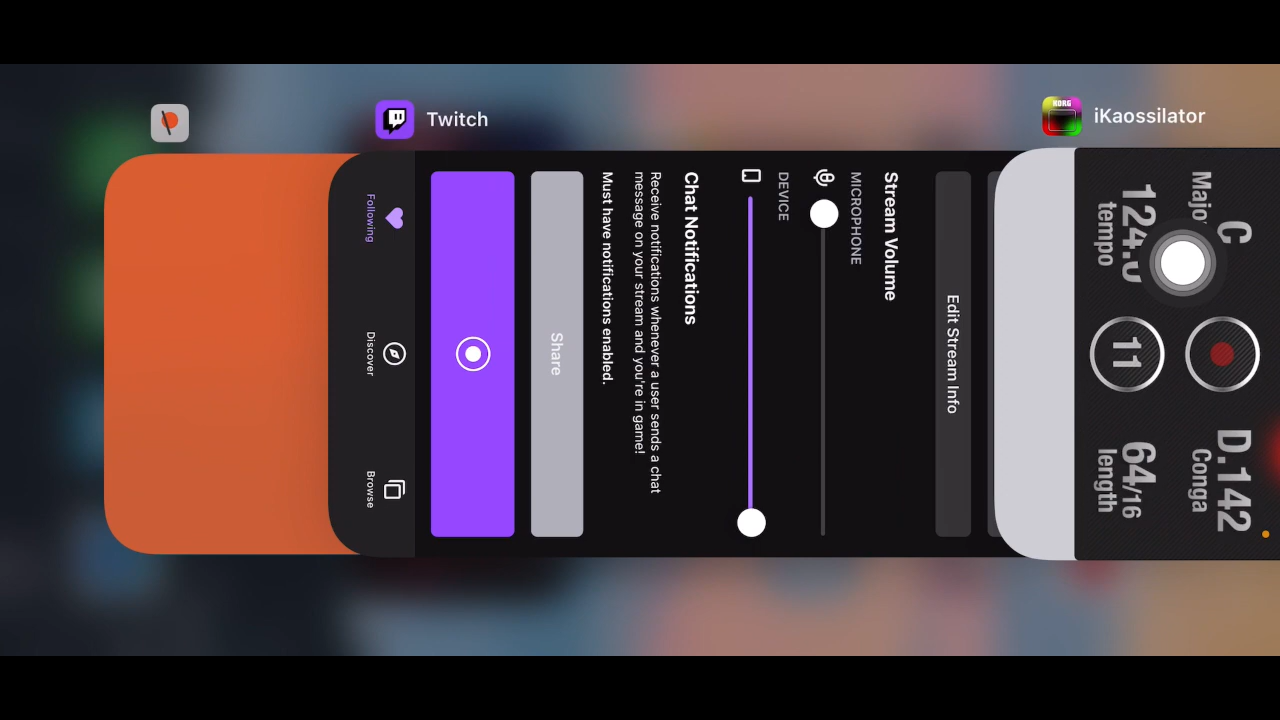 Twitch
iKaossilator
KORG
Edit Stream Info
Stream Volume
MICROPHONE
DEVICE
Chat Notifications
Receive notifications whenever a user sends a chat
message on your stream and you're in game!
Must have notifications enabled.
Share
Following
Discover
Browse
C
124.0
tempo
11
D.142
Conga
64/16
length